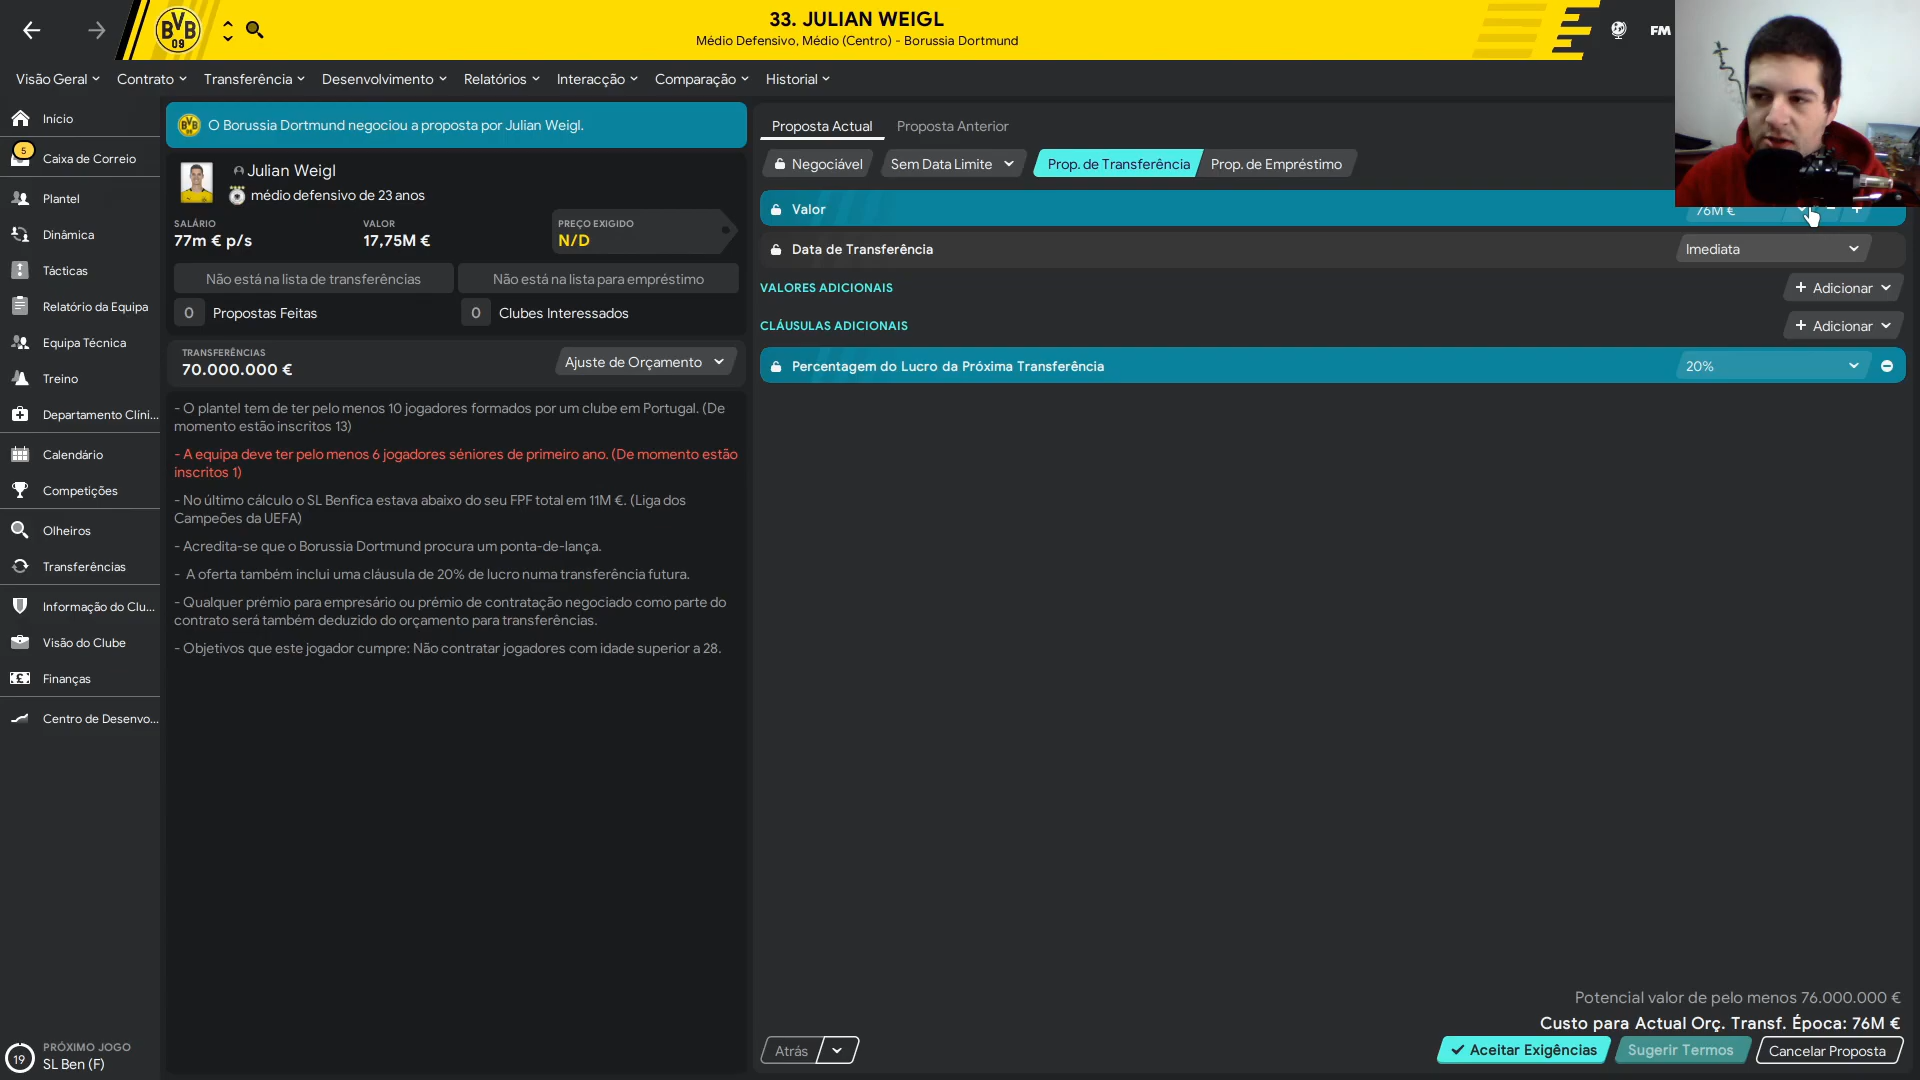 33. JULIAN WEIGL
Médio Defensivo, Médio (Centro) - Borussia Dortmund
BVB
09
FM
Visão Geral
Contrato
Transferência
Desenvolvimento
Relatórios
Interacção
Comparação
Historial
Início
5
Caixa de Correio
Plantel
Dinâmica
Tácticas
Relatório da Equipa
Equipa Técnica
Treino
Departamento Clíni...
Calendário
Competições
Olheiros
Transferências
Informação do Clu...
Visão do Clube
Finanças
Centro de Desenvo...
19
PRÓXIMO JOGO
SL Ben (F)
O Borussia Dortmund negociou a proposta por Julian Weigl.
Julian Weigl
médio defensivo de 23 anos
SALÁRIO
77m € p/s
VALOR
17,75M €
PREÇO EXIGIDO
N/D
Não está na lista de transferências
Não está na lista para empréstimo
0 Propostas Feitas
0 Clubes Interessados
TRANSFERÊNCIAS
70.000.000 €
Ajuste de Orçamento
- O plantel tem de ter pelo menos 10 jogadores formados por um clube em Portugal. (De
momento estão inscritos 13)
- A equipa deve ter pelo menos 6 jogadores séniores de primeiro ano. (De momento estão
inscritos 1)
- No último cálculo o SL Benfica estava abaixo do seu FPF total em 11M €. (Liga dos
Campeões da UEFA)
- Acredita-se que o Borussia Dortmund procura um ponta-de-lança.
- A oferta também inclui uma cláusula de 20% de lucro numa transferência futura.
- Qualquer prémio para empresário ou prémio de contratação negociado como parte do
contrato será também deduzido do orçamento para transferências.
- Objetivos que este jogador cumpre: Não contratar jogadores com idade superior a 28.
Proposta Actual
Proposta Anterior
Negociável
Sem Data Limite
Prop. de Transferência
Prop. de Empréstimo
Valor
76M €
Data de Transferência
Imediata
VALORES ADICIONAIS
+ Adicionar
CLÁUSULAS ADICIONAIS
+ Adicionar
Percentagem do Lucro da Próxima Transferência
20%
Potencial valor de pelo menos 76.000.000 €
Custo para Actual Orç. Transf. Época: 76M €
Atrás
Aceitar Exigências
Sugerir Termos
Cancelar Proposta